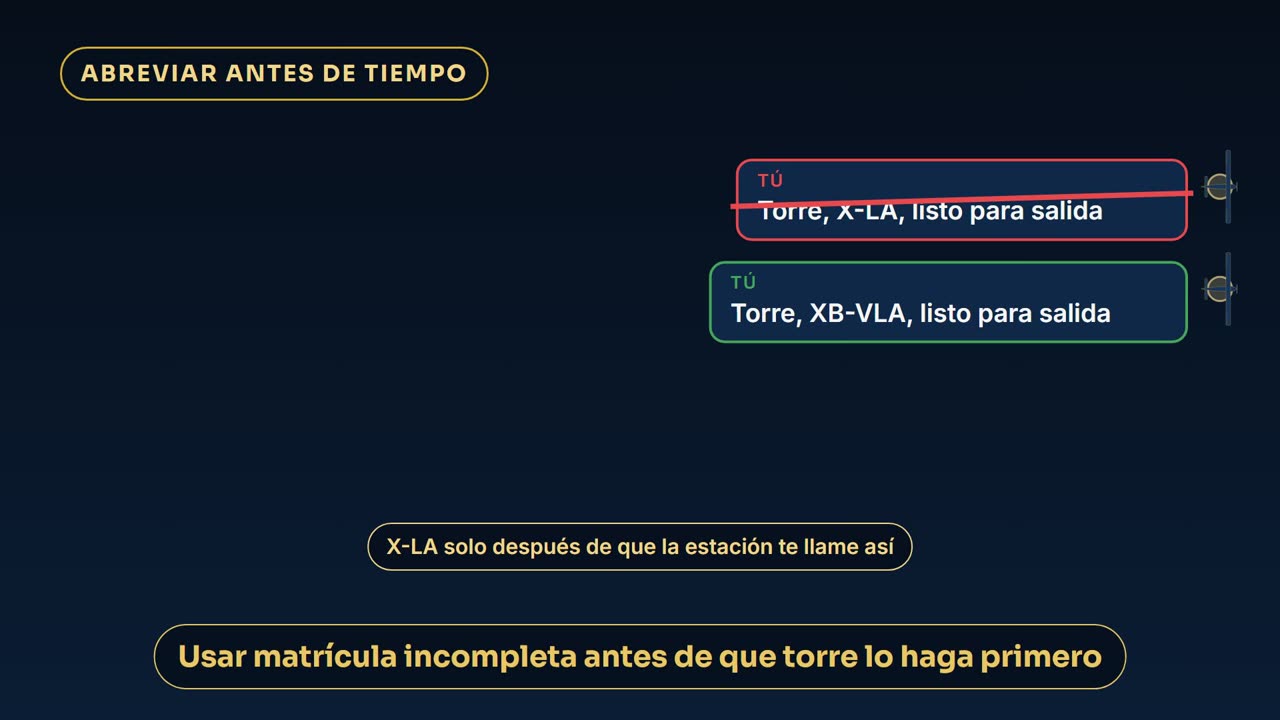 ABREVIAR ANTES DE TIEMPO
TÚ
Torre, X-LA, listo para salida
TÚ
Torre, XB-VLA, listo para salida
X-LA solo después de que la estación te llame así
Usar matrícula incompleta antes de que torre lo haga primero